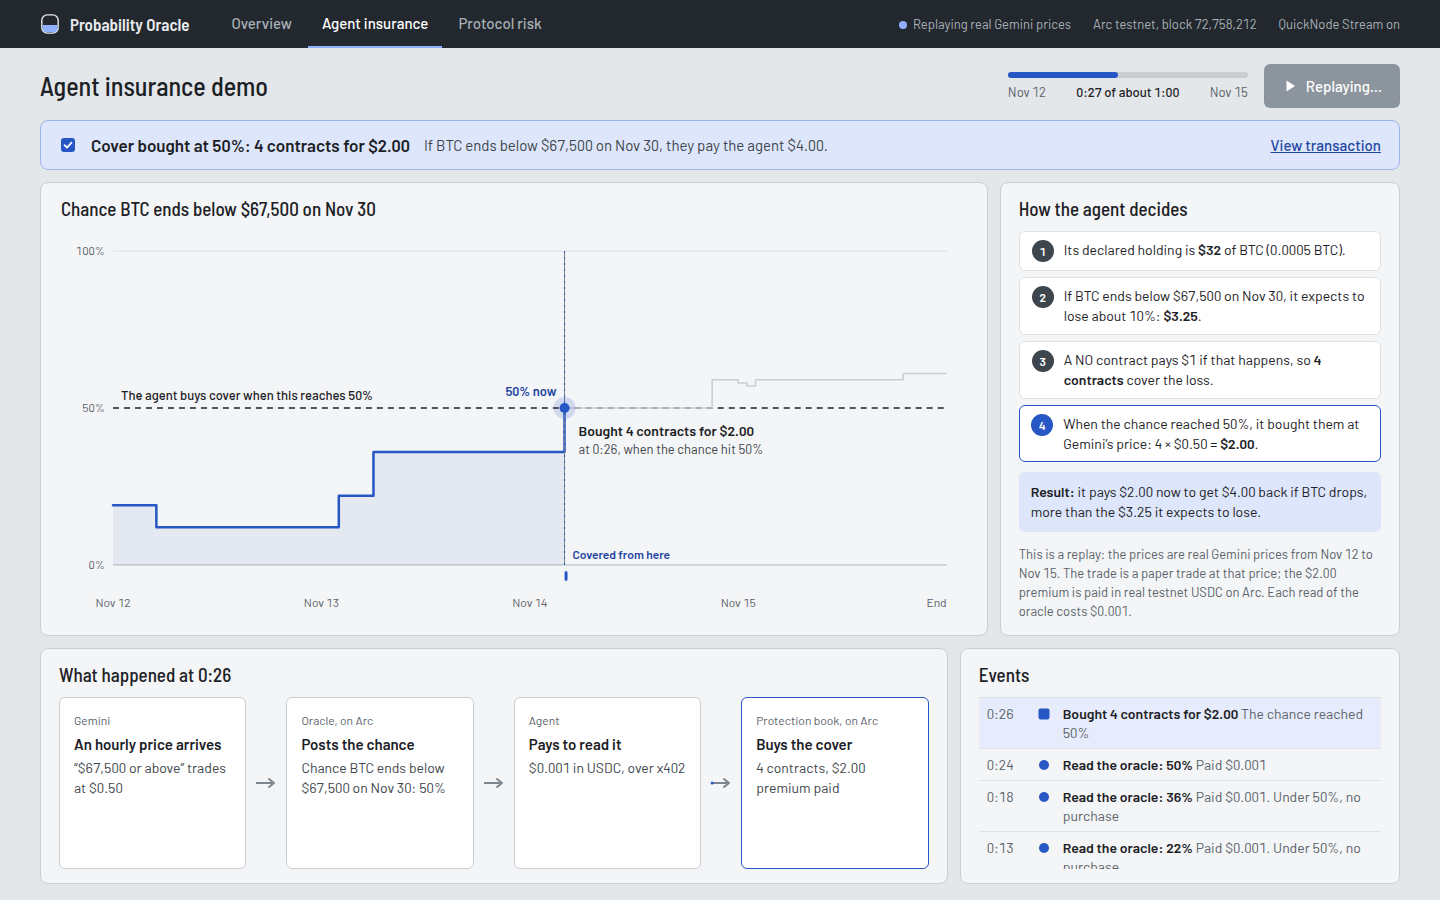 Probability Oracle
Overview
Agent insurance
Protocol risk
Replaying real Gemini prices
Arc testnet, block 72,758,212
QuickNode Stream on
Agent insurance demo
Nov 12
0:27 of about 1:00
Nov 15
Replaying...
Cover bought at 50%: 4 contracts for $2.00
If BTC ends below $67,500 on Nov 30, they pay the agent $4.00.
View transaction
Chance BTC ends below $67,500 on Nov 30
100%
The agent buys cover when this reaches 50%
50% now
50%
Bought 4 contracts for $2.00
at 0:26, when the chance hit 50%
Covered from here
0%
Nov 12
Nov 13
Nov 14
Nov 15
End
How the agent decides
1
Its declared holding is $32 of BTC (0.0005 BTC).
2
If BTC ends below $67,500 on Nov 30, it expects to
lose about 10%: $3.25.
3
A NO contract pays $1 if that happens, so 4
contracts cover the loss.
4
When the chance reached 50%, it bought them at
Gemini's price: 4 × $0.50 = $2.00.
Result: it pays $2.00 now to get $4.00 back if BTC drops,
more than the $3.25 it expects to lose.
This is a replay: the prices are real Gemini prices from Nov 12 to
Nov 15. The trade is a paper trade at that price; the $2.00
premium is paid in real testnet USDC on Arc. Each read of the
oracle costs $0.001.
What happened at 0:26
Gemini
An hourly price arrives
“$67,500 or above” trades
at $0.50
Oracle, on Arc
Posts the chance
Chance BTC ends below
$67,500 on Nov 30: 50%
Agent
Pays to read it
$0.001 in USDC, over x402
Protection book, on Arc
Buys the cover
4 contracts, $2.00
premium paid
Events
0:26
Bought 4 contracts for $2.00 The chance reached
50%
0:24
Read the oracle: 50% Paid $0.001
0:18
Read the oracle: 36% Paid $0.001. Under 50%, no
purchase
0:13
Read the oracle: 22% Paid $0.001. Under 50%, no
purchase